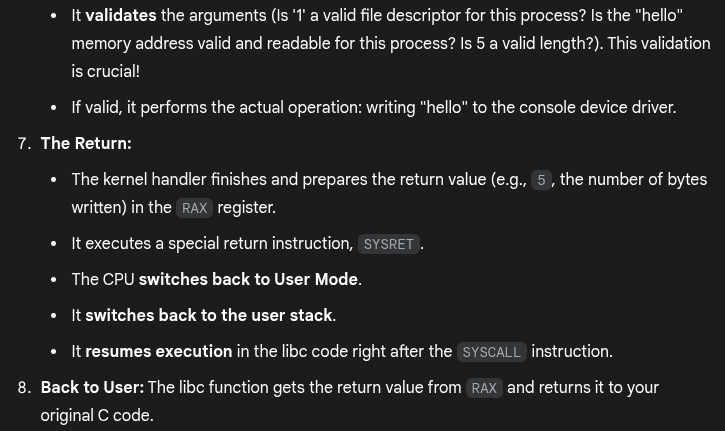 • It validates the arguments (Is '1' a valid file descriptor for this process? Is the "hello"
memory address valid and readable for this process? Is 5 a valid length?). This validation
is crucial!
• If valid, it performs the actual operation: writing "hello" to the console device driver.
7. The Return:
• The kernel handler finishes and prepares the return value (e.g., 5, the number of bytes
written) in the RAX register.
• It executes a special return instruction, SYSRET.
• The CPU switches back to User Mode.
• It switches back to the user stack.
• It resumes execution in the libc code right after the SYSCALL instruction.
8. Back to User: The libc function gets the return value from RAX and returns it to your
original C code.